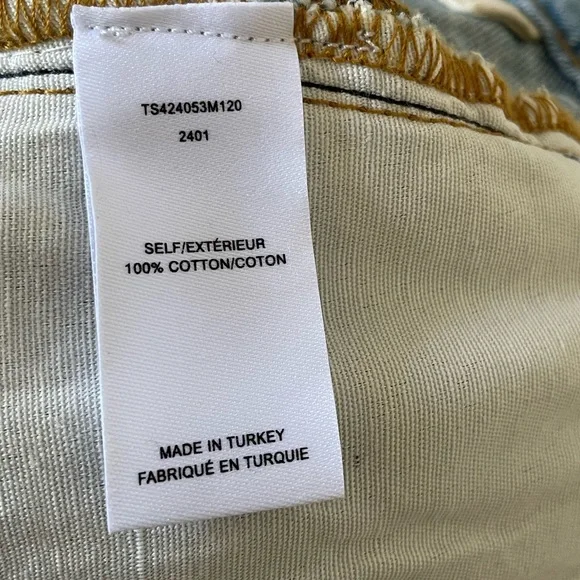 TS424053M120
2401
SELF/EXTÉRIEUR
100% COTTON/COTON
MADE IN TURKEY
FABRIQUÉ EN TURQUIE